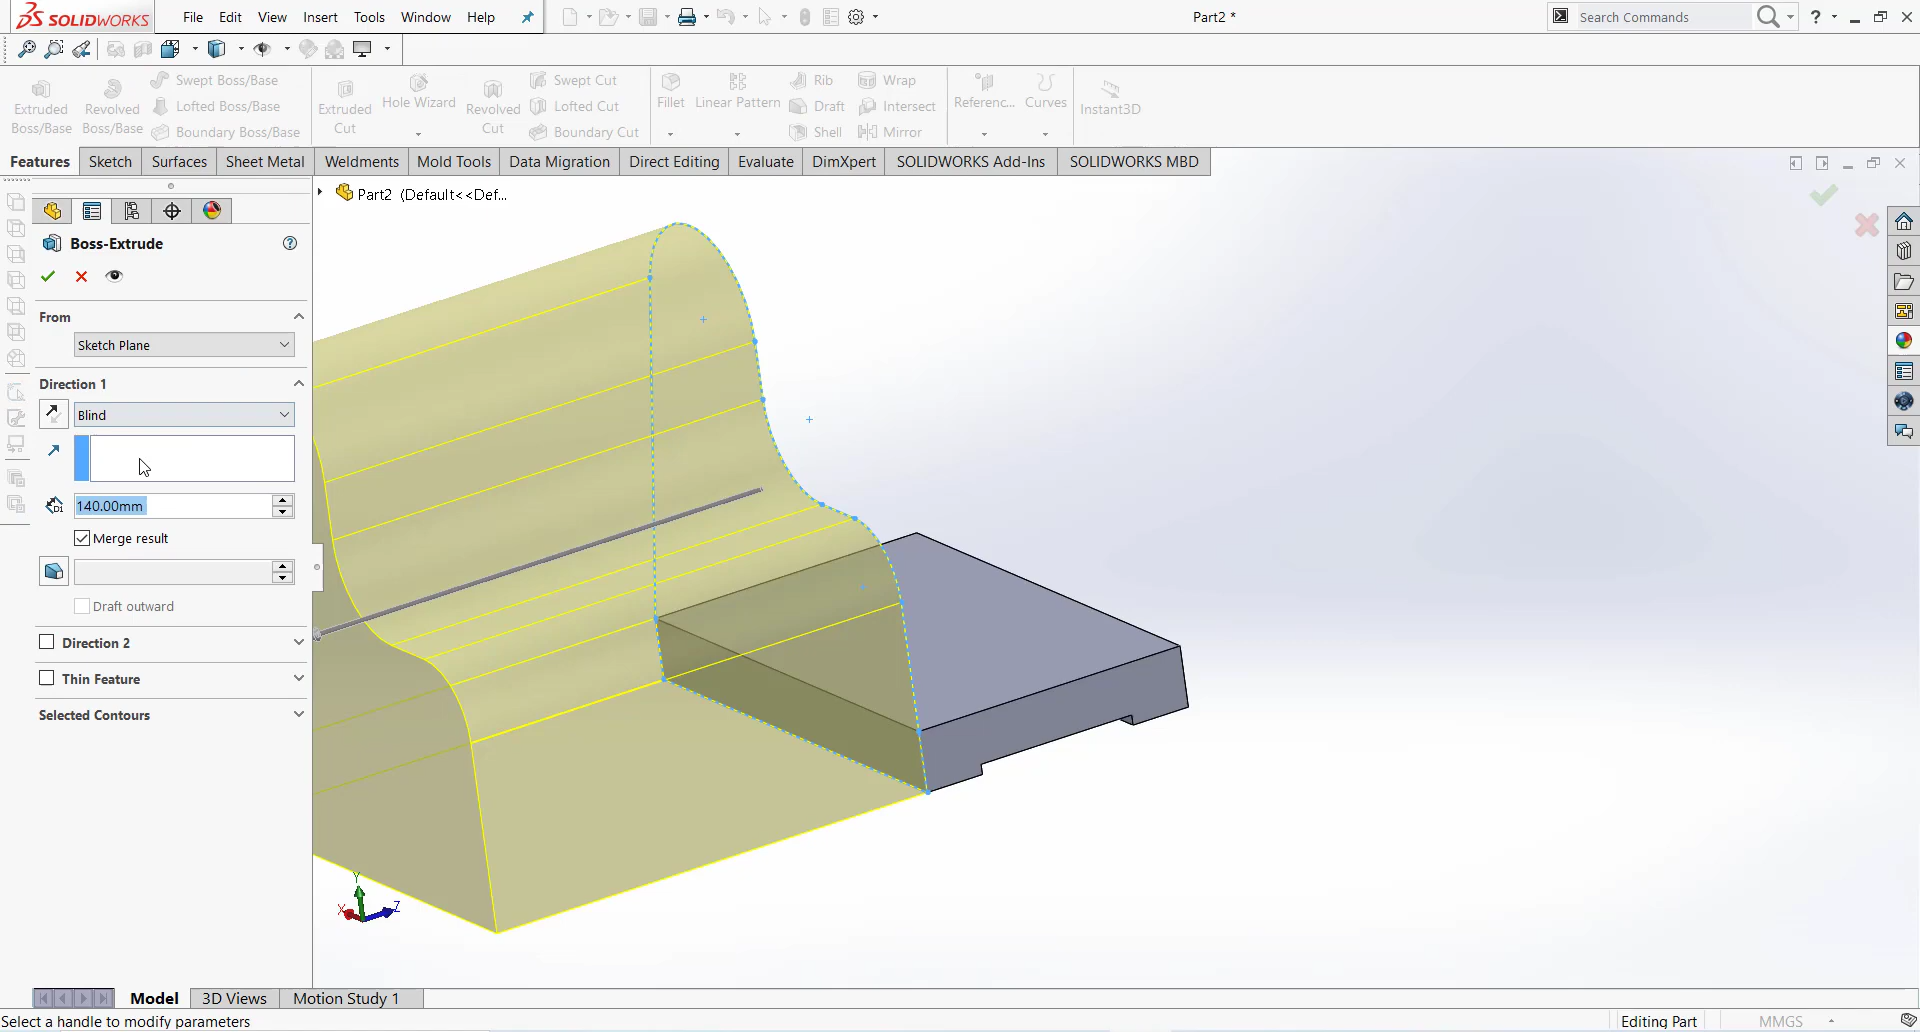 SOLIDWORKS File Edit View Insert Tools Window Help Part2 * Search Commands ?
Extruded Boss/Base Revolved Boss/Base Swept Boss/Base Lofted Boss/Base Boundary Boss/Base Extruded Cut Hole Wizard Revolved Cut Swept Cut Lofted Cut Boundary Cut Fillet Linear Pattern Rib Draft Shell Wrap Intersect Mirror Referenc... Curves Instant3D
Features Sketch Surfaces Sheet Metal Weldments Mold Tools Data Migration Direct Editing Evaluate DimXpert SOLIDWORKS Add-Ins SOLIDWORKS MBD
Part2 (Default<<Def...
Boss-Extrude
From
Sketch Plane
Direction 1
Blind
D1
140.00mm
Merge result
Draft outward
Direction 2
Thin Feature
Selected Contours
Y
X
Z
Model 3D Views Motion Study 1
Select a handle to modify parameters Editing Part MMGS